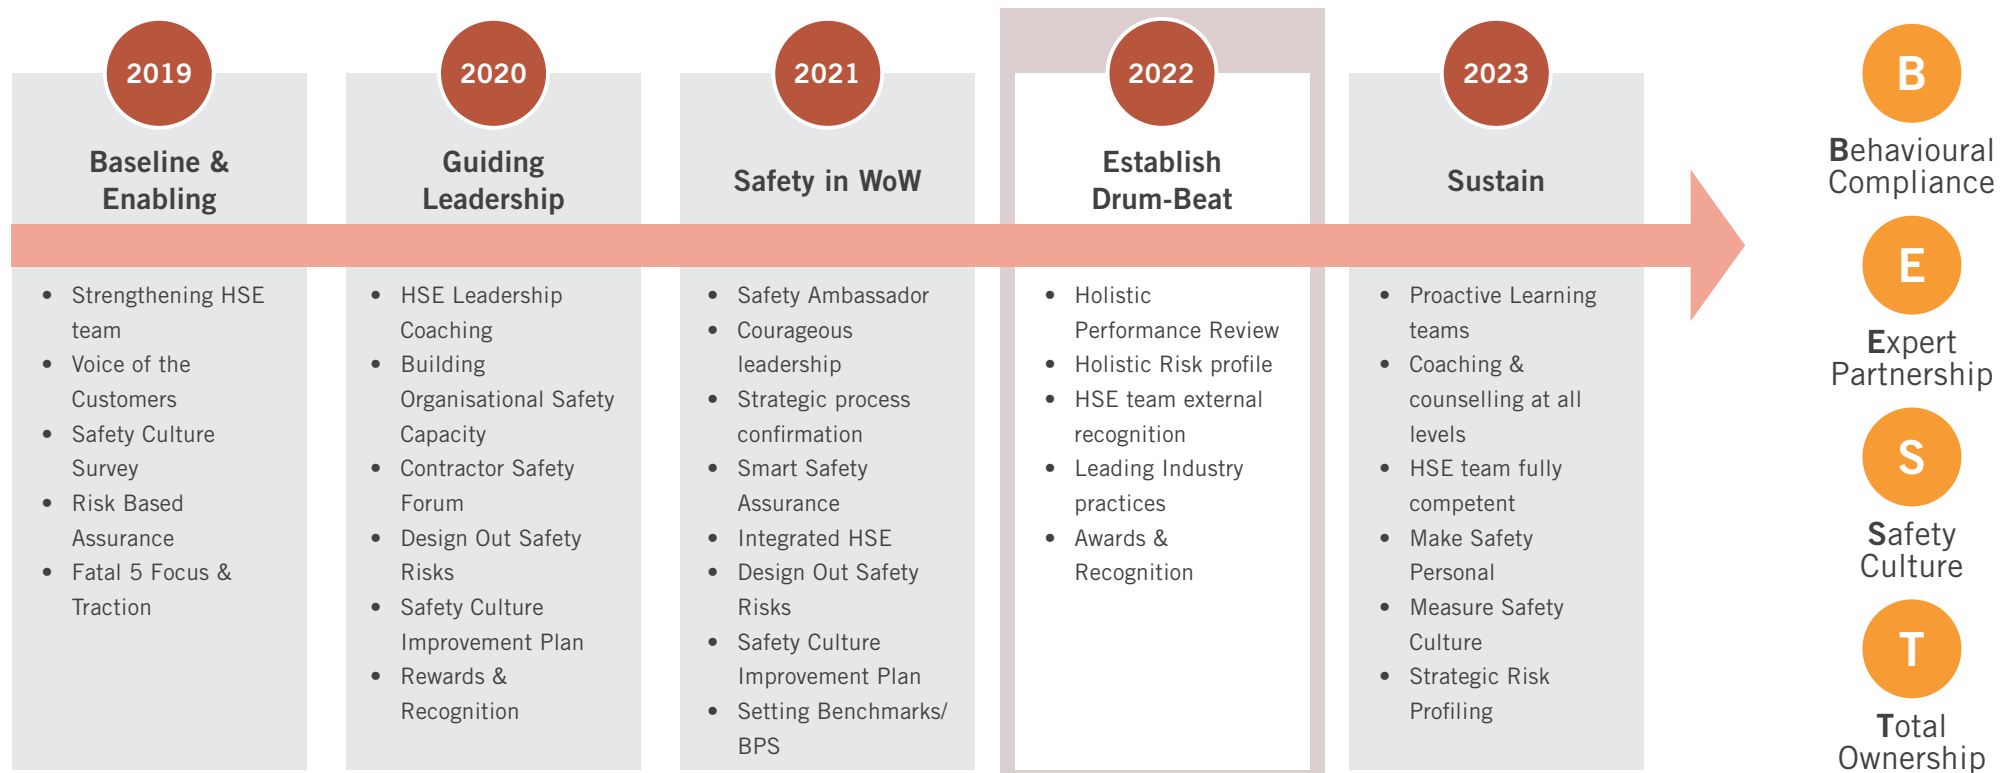 2019
Baseline &
Enabling
Strengthening HSE
team
Voice of the
Customers
Safety Culture
Survey
Risk Based
Assurance
Fatal 5 Focus &
Traction
2020
Guiding
Leadership
HSE Leadership
Coaching
Building
Organisational Safety
Capacity
Contractor Safety
Forum
Design Out Safety
Risks
Safety Culture
Improvement Plan
Rewards &
Recognition
2021
Safety in WoW
Safety Ambassador
Courageous
leadership
Strategic process
confirmation
Smart Safety
Assurance
Integrated HSE
Design Out Safety
Risks
Safety Culture
Improvement Plan
Setting Benchmarks/
BPS
2022
Establish
Drum-Beat
Holistic
Performance Review
Holistic Risk profile
HSE team external
recognition
Leading Industry
practices
Awards &
Recognition
2023
Sustain
Proactive Learning
teams
Coaching &
counselling at all
levels
HSE team fully
competent
Make Safety
Personal
Measure Safety
Culture
Strategic Risk
Profiling
B
Behavioural
Compliance
E
Expert
Partnership
S
Safety
Culture
T
Total
Ownership